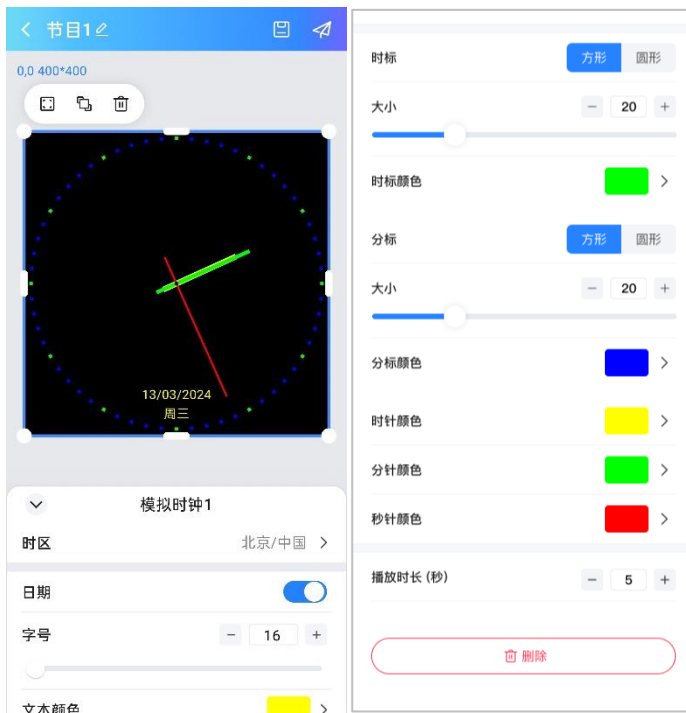 节目1
0,0 400*400
13/03/2024
周三
模拟时钟1
时区 北京/中国
日期
字号 - 16 +
文本颜色
时标 方形 圆形
大小 - 20 +
时标颜色
分标 方形 圆形
大小 - 20 +
分标颜色
时针颜色
分针颜色
秒针颜色
播放时长 (秒) - 5 +
删除